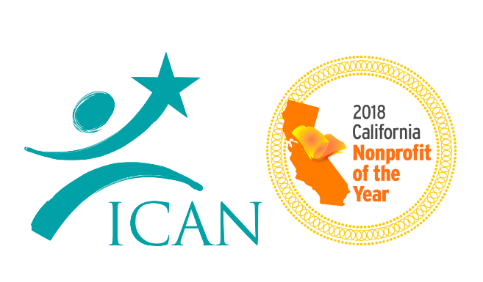 ICAN
2018
California
Nonprofit
of the
Year